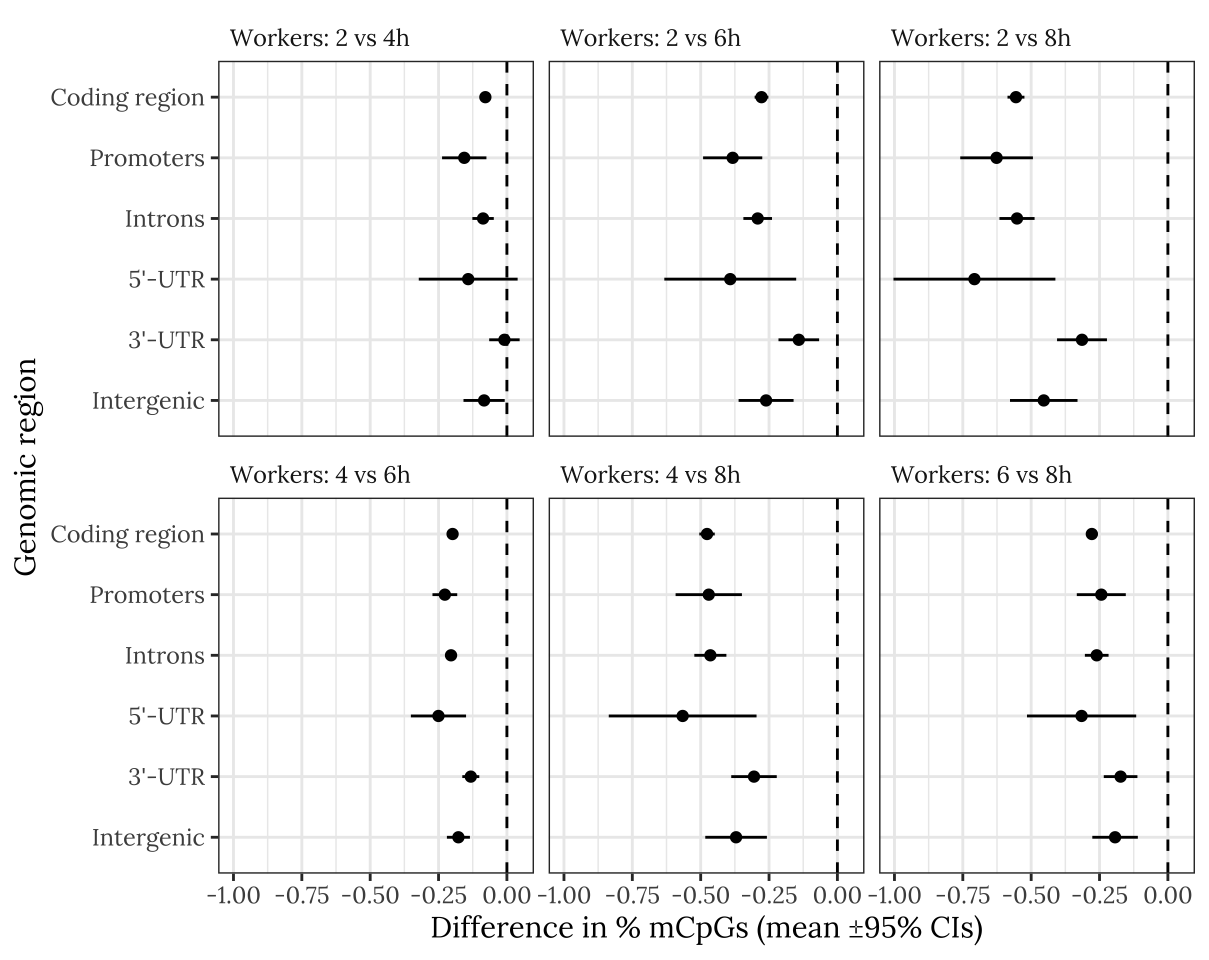 Workers: 2 vs 4h
Workers: 2 vs 6h
Workers: 2 vs 8h
Coding region
Promoters
Introns
5'-UTR
3'-UTR
Intergenic
Genomic region
Workers: 4 vs 6h
Workers: 4 vs 8h
Workers: 6 vs 8h
Coding region
Promoters
Introns
5'-UTR
3'-UTR
Intergenic
-1.00 -0.75 -0.50 -0.25 0.00
-1.00 -0.75 -0.50 -0.25 0.00
-1.00 -0.75 -0.50 -0.25 0.00
Difference in % mCpGs (mean ±95% CIs)